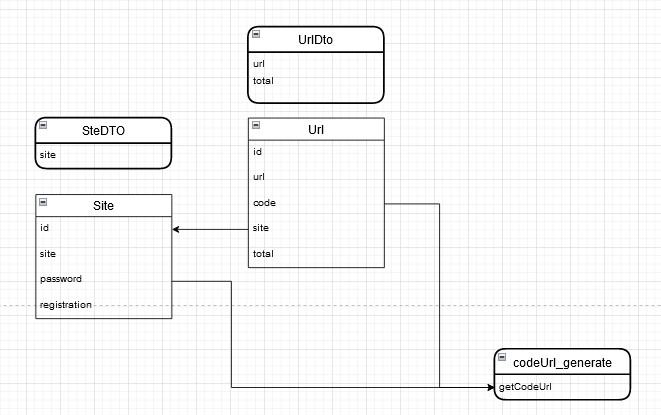 UrlDto
url
total
SteDTO
site
Url
id
url
code
site
total
Site
id
site
password
registration
codeUrl_generate
getCodeUrl